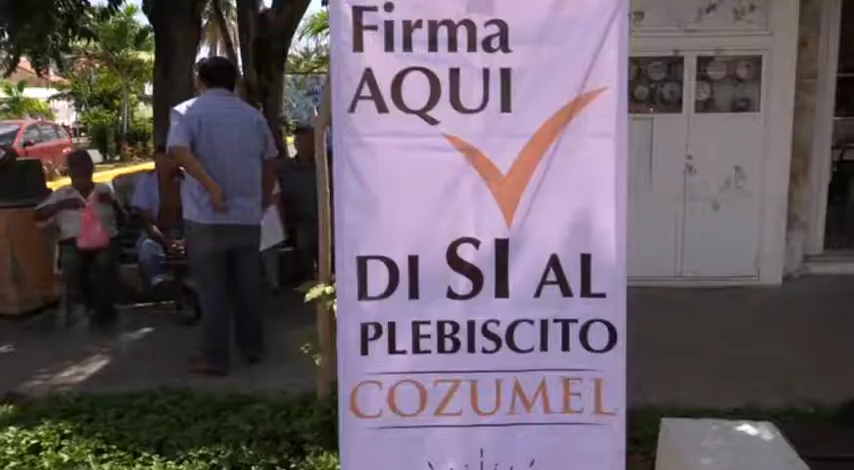 Firma
AQUI
DI SI AL
PLEBISCITO
COZUMEL